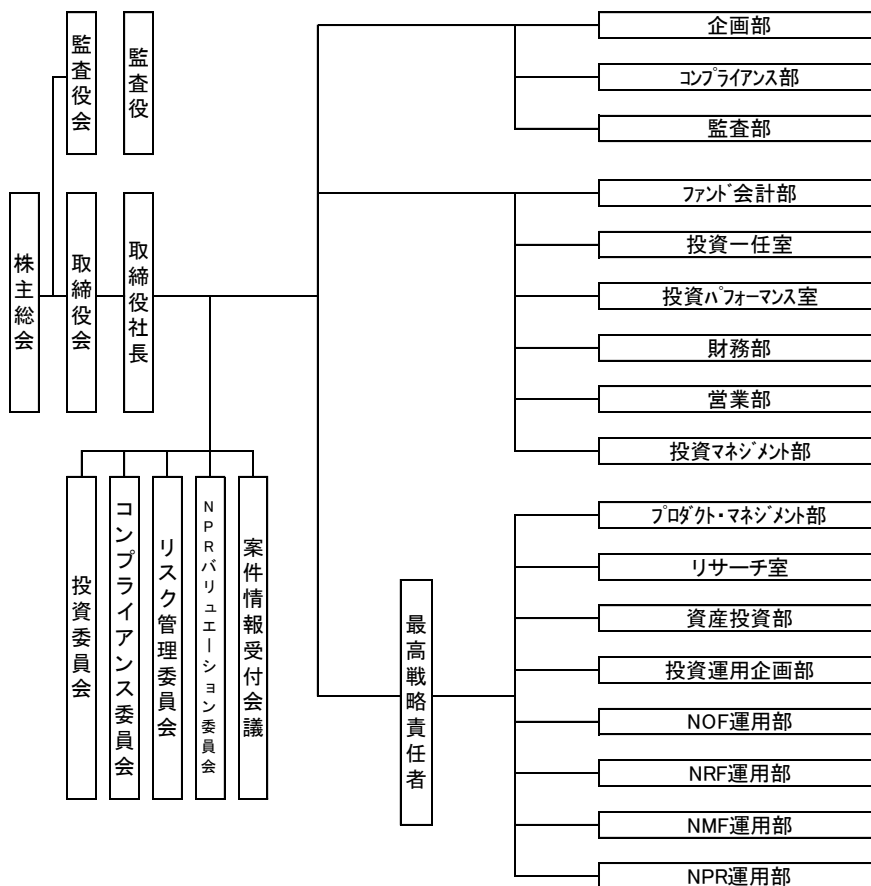 監査役会
監査役
株主総会
取締役会
取締役社長
投資委員会
コンプライアンス委員会
リスク管理委員会
NPRバリュエーション委員会
案件情報受付会議
最高戦略責任者
企画部
コンプライアンス部
監査部
ファンド会計部
投資一任室
投資パフォーマンス室
財務部
営業部
投資マネジメント部
プロダクト・マネジメント部
リサーチ室
資産投資部
投資運用企画部
NOF運用部
NRF運用部
NMF運用部
NPR運用部